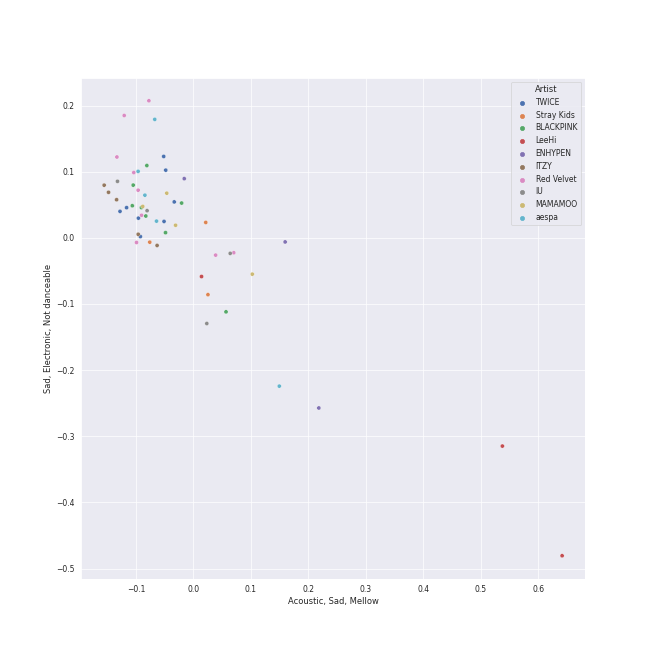 Artist
TWICE
Stray Kids
BLACKPINK
LeeHi
ENHYPEN
ITZY
Red Velvet
IU
MAMAMOO
aespa
0.2
0.1
0.0
−0.1
−0.2
−0.3
−0.4
−0.5
Sad, Electronic, Not danceable
−0.1
0.0
0.1
0.2
0.3
0.4
0.5
0.6
Acoustic, Sad, Mellow